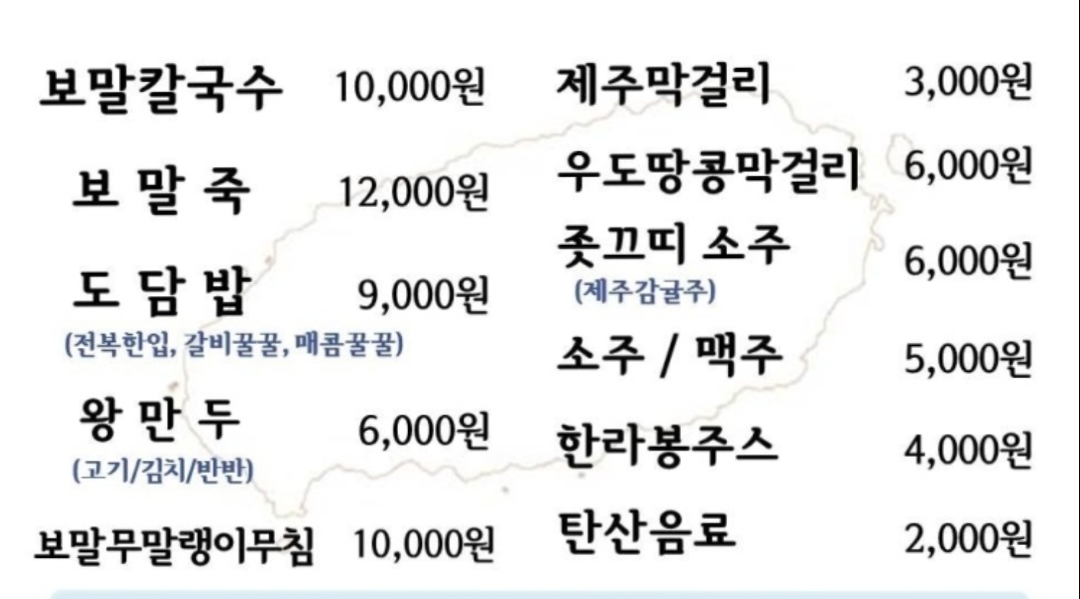 보말칼국수 10,000원
보 말 죽 12,000원
도 담 밥 9,000원
(전복한입, 갈비꿀꿀, 매콤꿀꿀)
왕 만 두 6,000원
(고기/김치/반반)
보말무말랭이무침 10,000원
제주막걸리 3,000원
우도땅콩막걸리 6,000원
좃끄띠 소주 6,000원
(제주감귤주)
소주 / 맥주 5,000원
한라봉주스 4,000원
탄산음료 2,000원